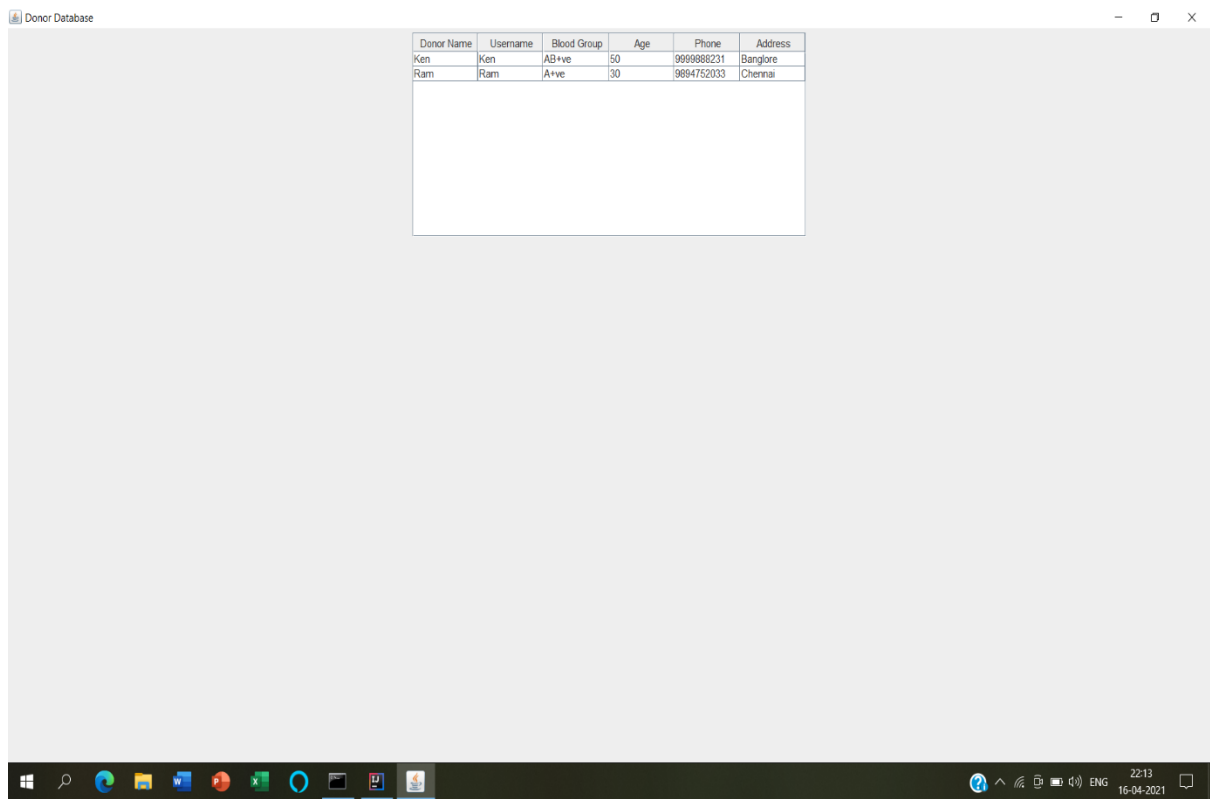 Donor Database
Donor Name Username Blood Group Age Phone Address
Ken Ken AB+ve 50 9999888231 Banglore
Ram Ram A+ve 30 9894752033 Chennai
ENG 22:13
16-04-2021